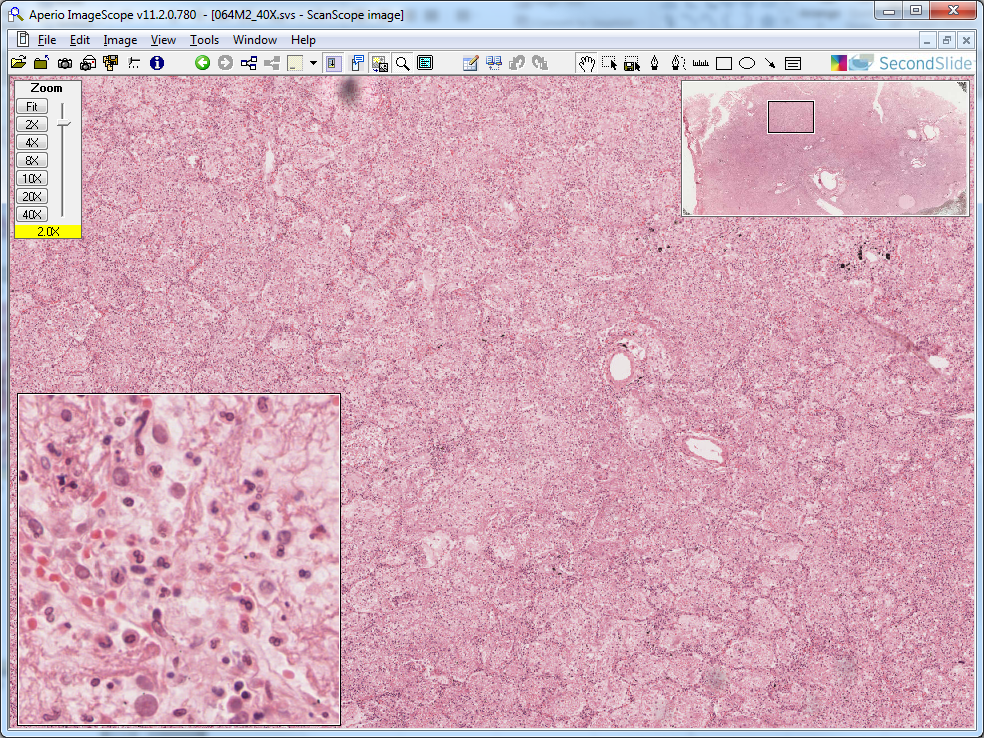 Aperio ImageScope v11.2.0.780 - [064M2_40X.svs - ScanScope image]
File Edit Image View Tools Window Help
SecondSlide
Zoom
Fit
2X
4X
8X
10X
20X
40X
2.0X